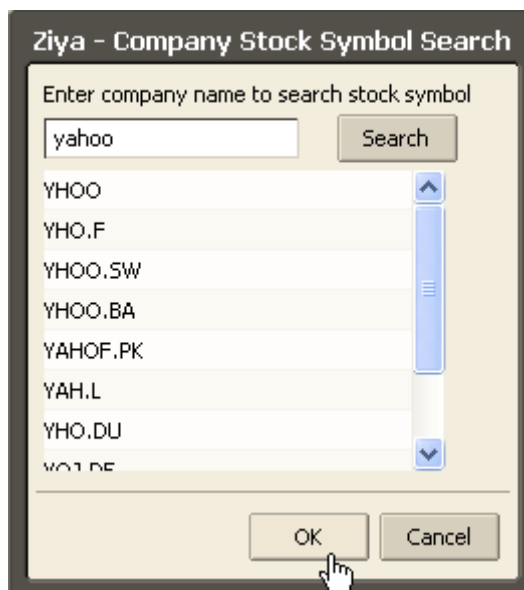 Ziya - Company Stock Symbol Search
Enter company name to search stock symbol
yahoo Search
YHOO
YHO.F
YHOO.SW
YHOO.BA
YAHOF.PK
YAH.L
YHO.DU
OK Cancel